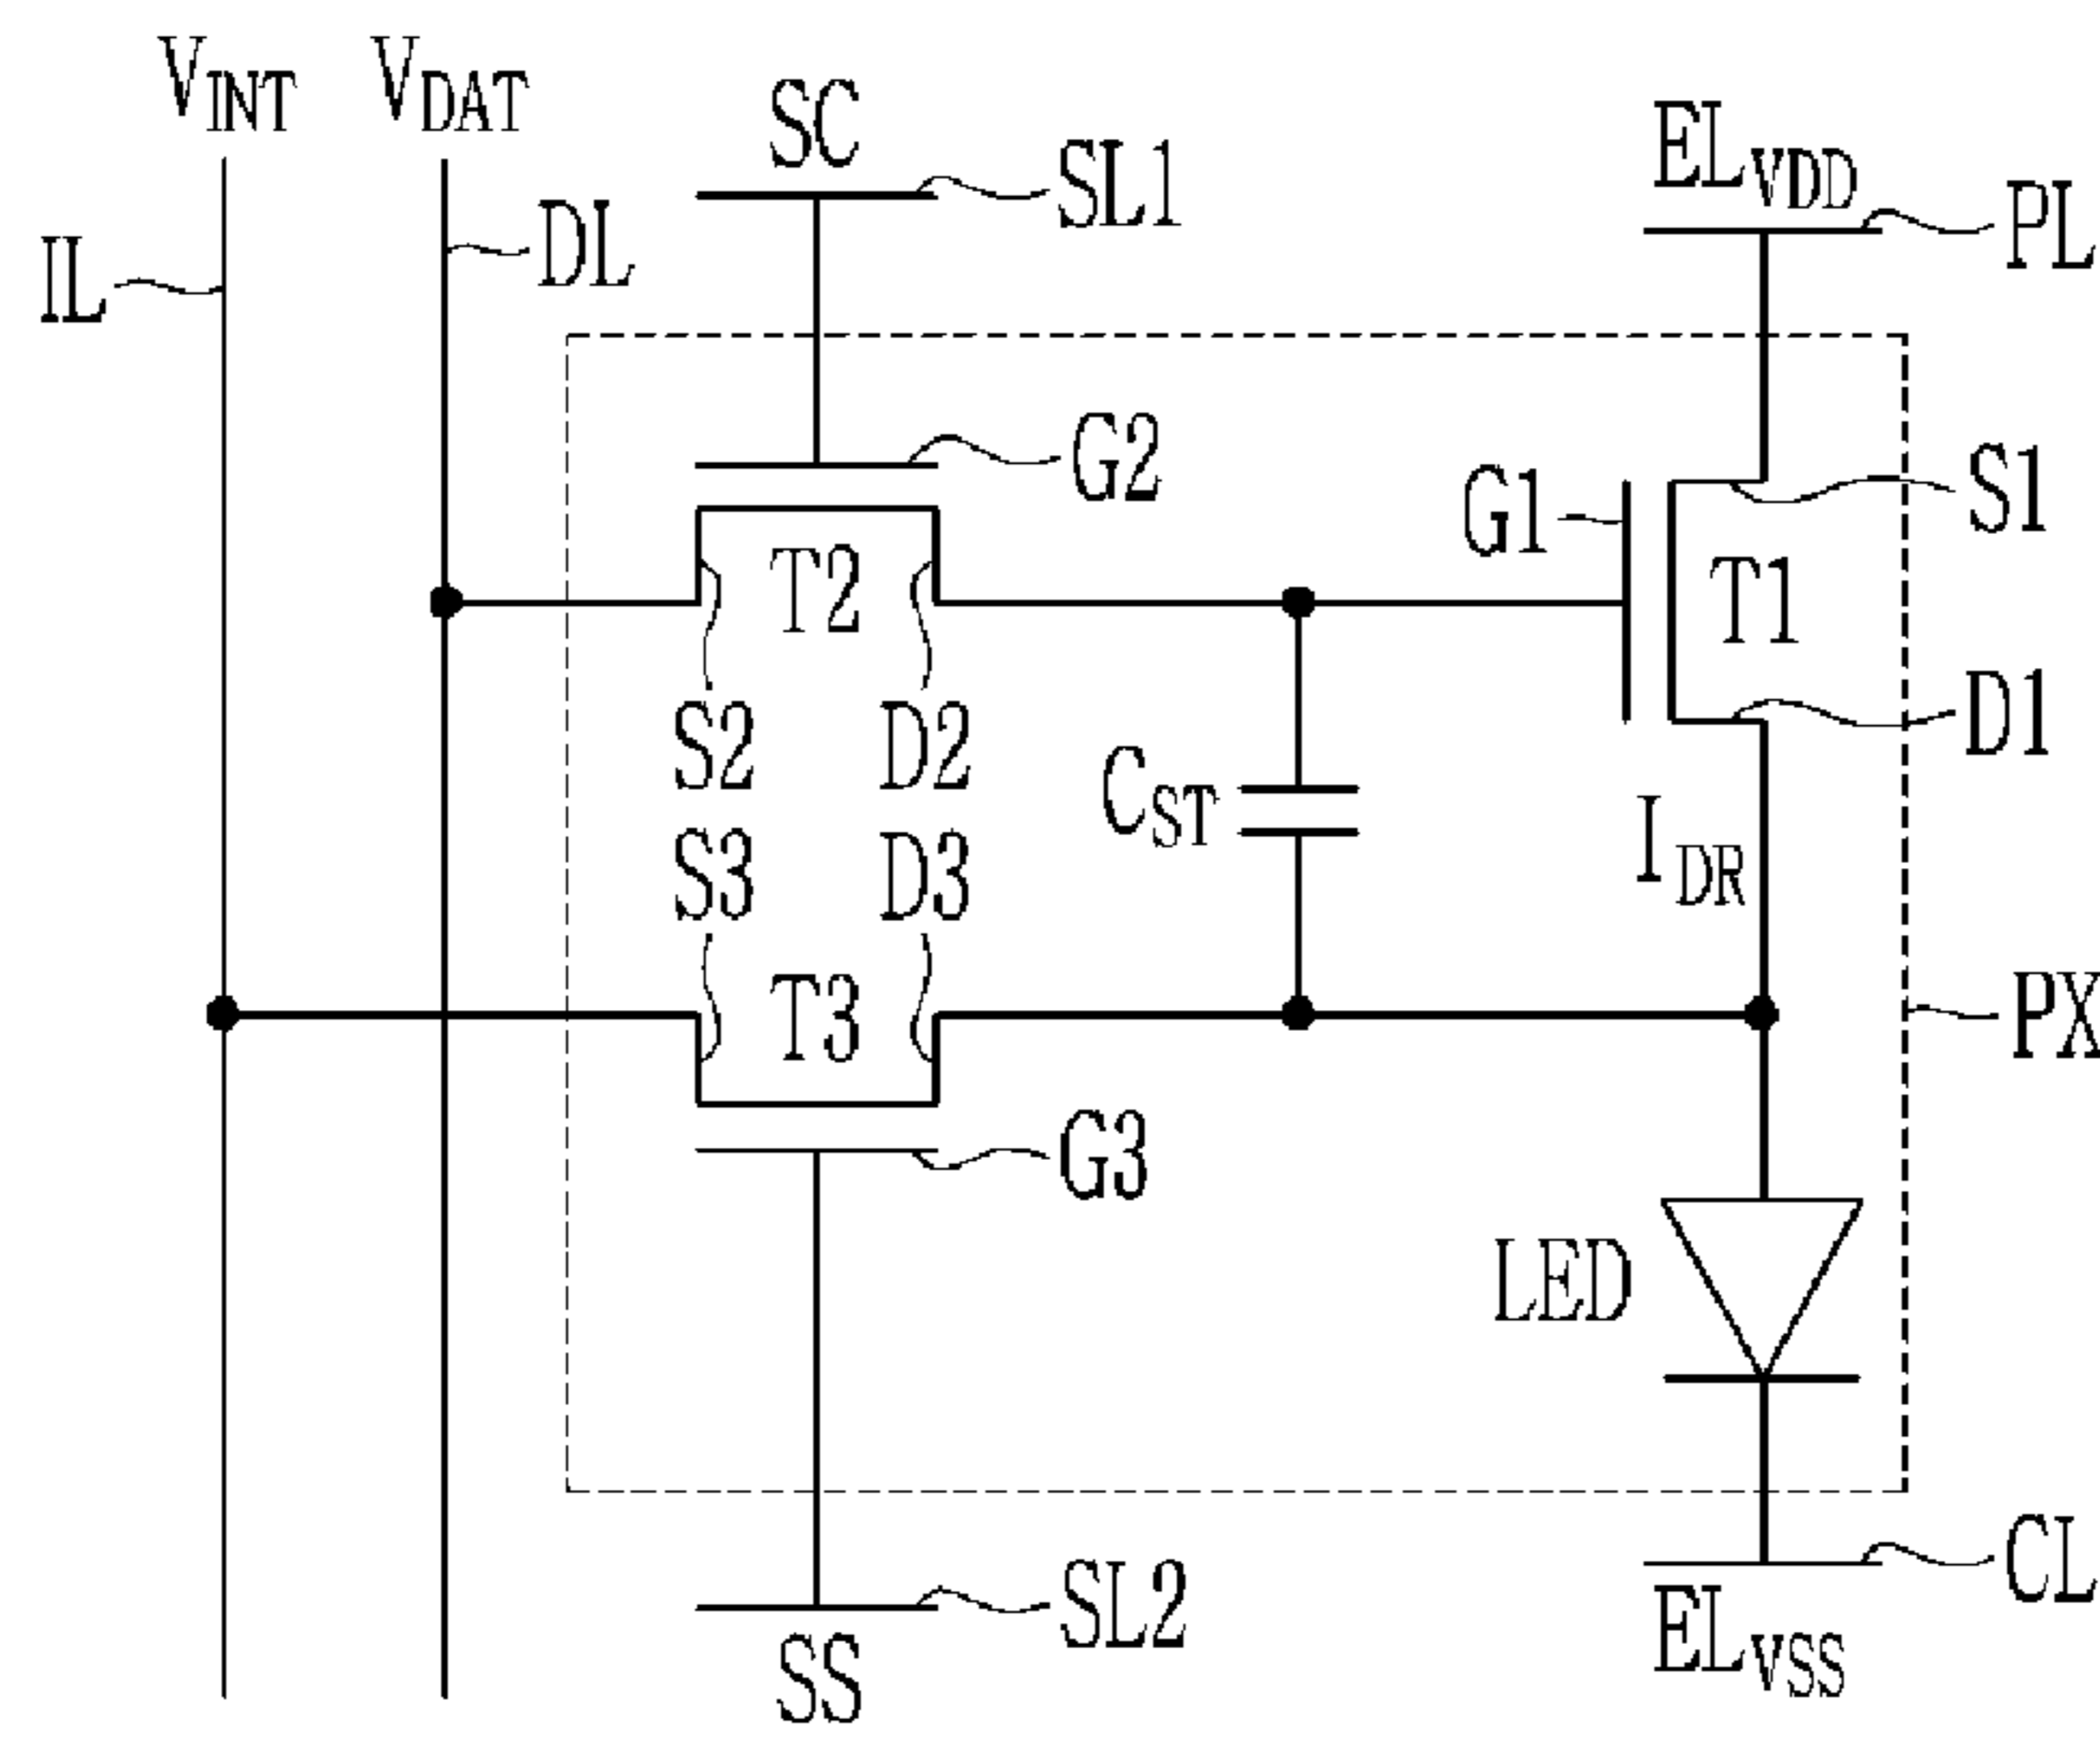 VINT
VDAT
SC
SL1
ELVDD
PL
DL
IL
G2
G1
S1
T2
T1
S2
D2
D1
CST
IDR
S3
D3
T3
PX
G3
LED
SL2
CL
SS
ELVSS